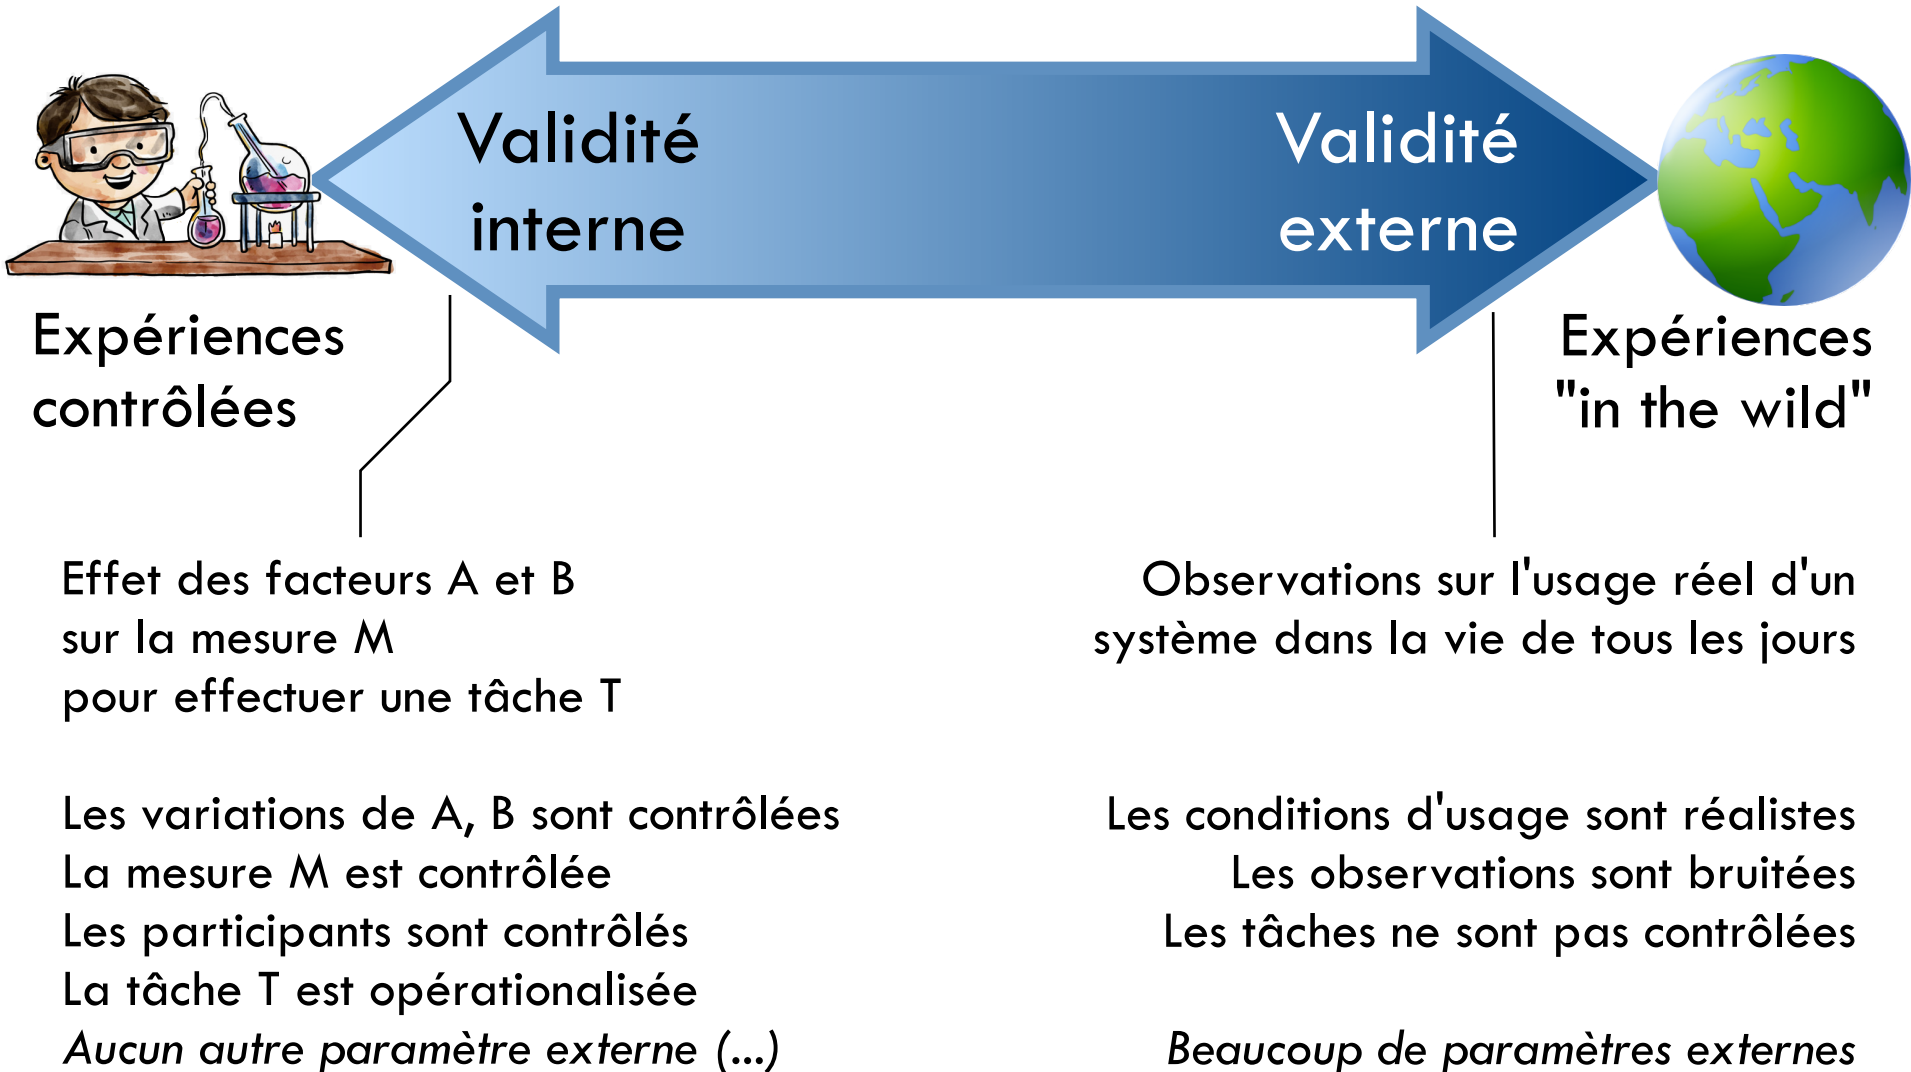 Validité
interne
Validité
externe
Expériences
contrôlées
Expériences
"in the wild"
Effet des facteurs A et B
sur la mesure M
pour effectuer une tâche T
Les variations de A, B sont contrôlées
La mesure M est contrôlée
Les participants sont contrôlés
La tâche T est opérationalisée
Aucun autre paramètre externe (...)
Observations sur l'usage réel d'un
système dans la vie de tous les jours
Les conditions d'usage sont réalistes
Les observations sont bruitées
Les tâches ne sont pas contrôlées
Beaucoup de paramètres externes